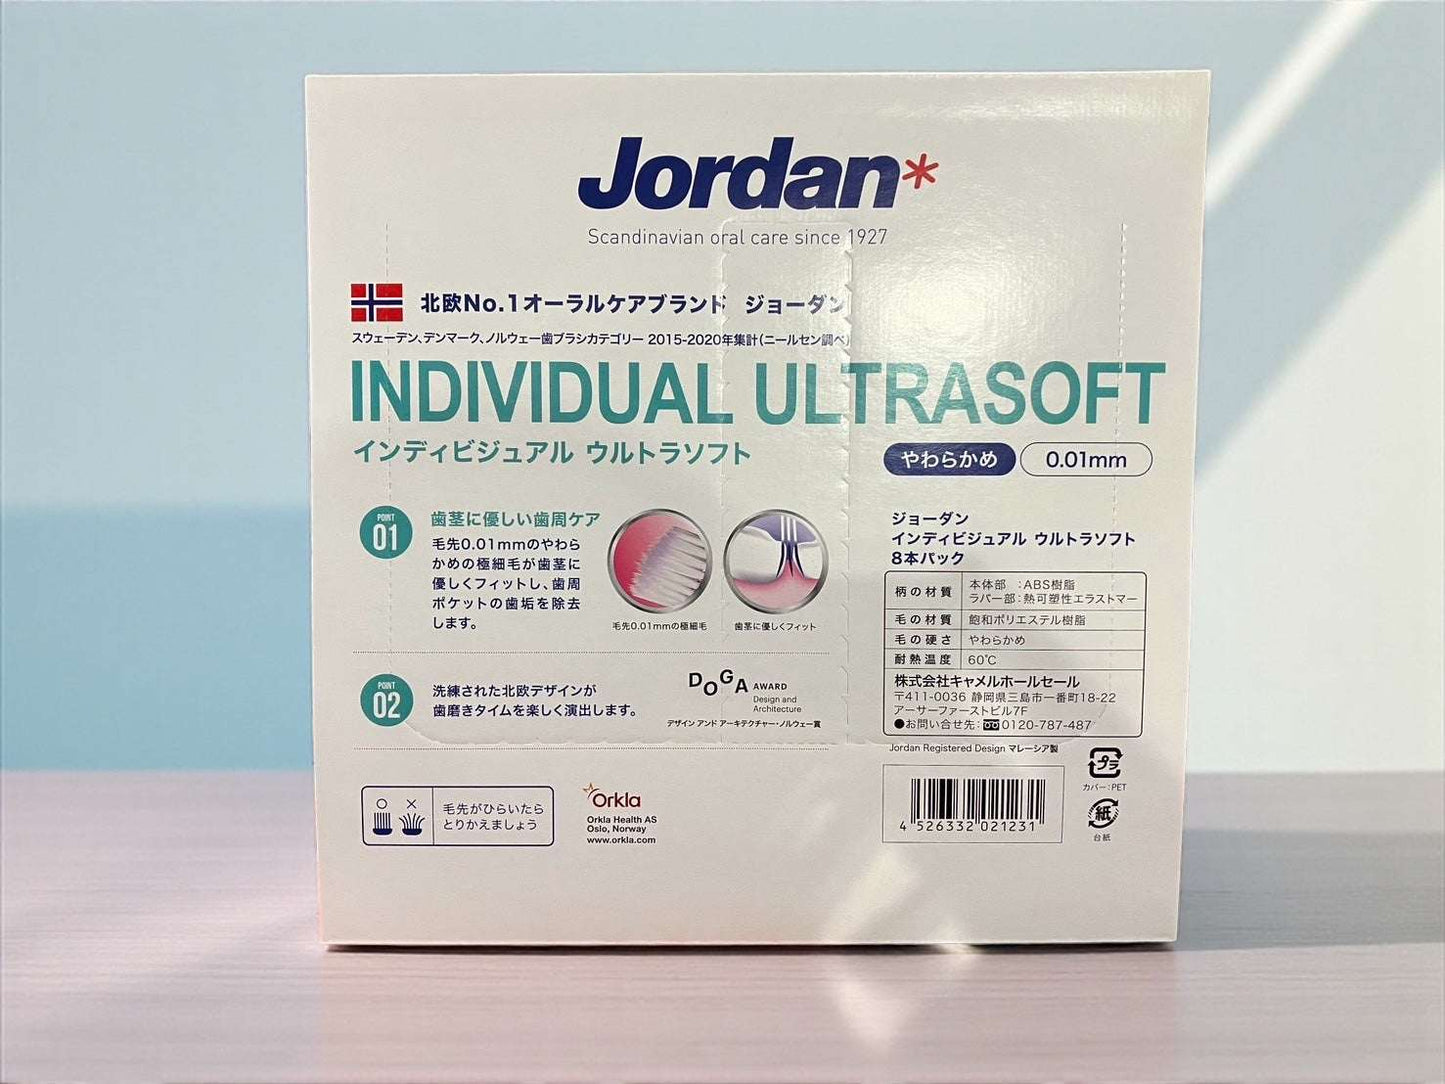 Jordan*
Scandinavian oral care since 1927
北欧No.1オーラルケアブランド ジョーダン
スウェーデン、デンマーク、ノルウェー歯ブラシカテゴリー 2015-2020年集計(ニールセン調べ)
INDIVIDUAL ULTRASOFT
インディビジュアル ウルトラソフト
やわらかめ 0.01mm
POINT
01
歯茎に優しい歯周ケア
毛先0.01mmのやわら
かめの極細毛が歯茎に
優しくフィットし、歯周
ポケットの歯垢を除去
します。
毛先0.01mmの極細毛
歯茎に優しくフィット
POINT
02
洗練された北欧デザインが
歯磨きタイムを楽しく演出します。
DOGA AWARD
Design and
Architecture
デザイン アンド アーキテクチャー・ノルウェー賞
毛先がひらいたら
とりかえましょう
Orkla
Orkla Health AS
Oslo, Norway
www.orkla.com
ジョーダン
インディビジュアル ウルトラソフト
8本パック
柄の材質 本体部 :ABS樹脂
ラバー部:熱可塑性エラストマー
毛の材質 飽和ポリエステル樹脂
毛の硬さ やわらかめ
耐熱温度 60℃
株式会社キャメルホールセール
〒411-0036 静岡県三島市一番町18-22
アーサーファーストビル7F
●お問い合せ先:0120-787-487
Jordan Registered Design マレーシア製
4 526332 021231
プラ
カバー:PET
紙
台紙